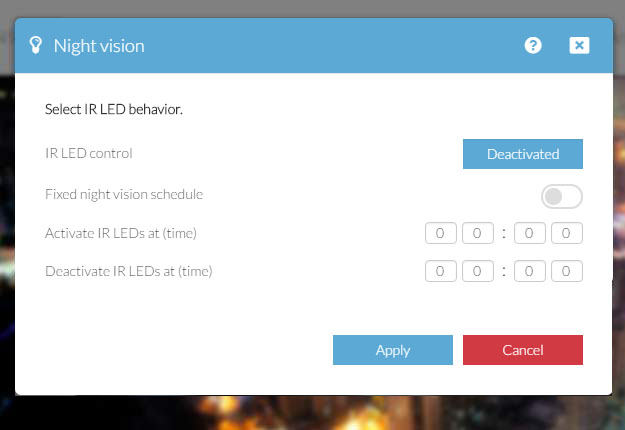 Night vision
Select IR LED behavior.
IR LED control
Deactivated
Fixed night vision schedule
Activate IR LEDs at (time)
0 0 : 0 0
Deactivate IR LEDs at (time)
0 0 : 0 0
Apply
Cancel